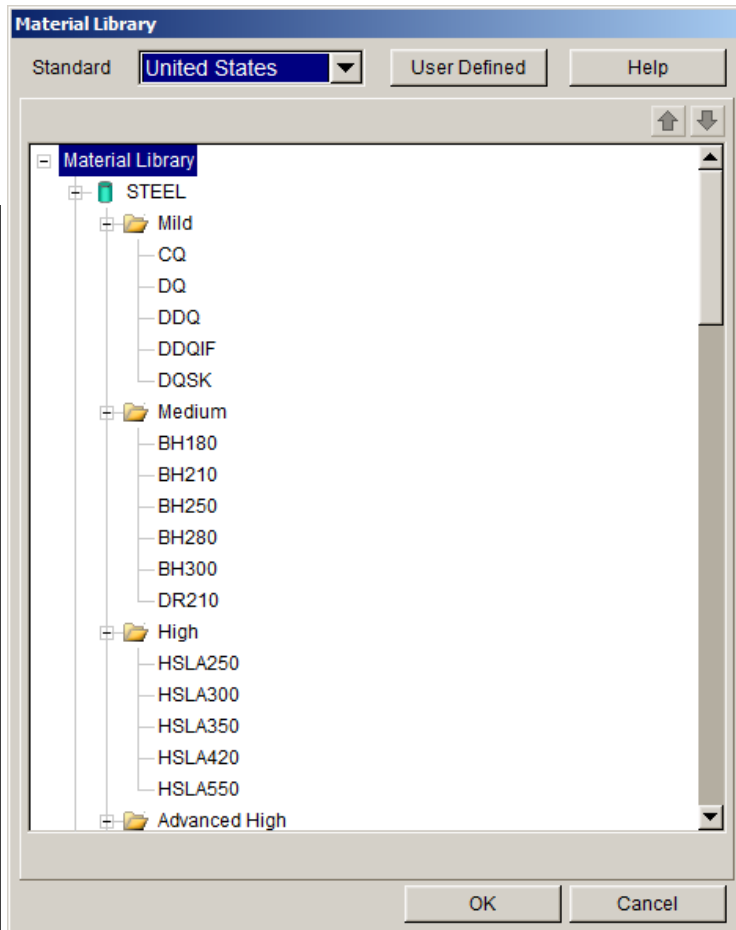 Material Library
Standard United States User Defined Help
Material Library
STEEL
Mild
CQ
DQ
DDQ
DDQIF
DQSK
Medium
BH180
BH210
BH250
BH280
BH300
DR210
High
HSLA250
HSLA300
HSLA350
HSLA420
HSLA550
Advanced High
OK Cancel